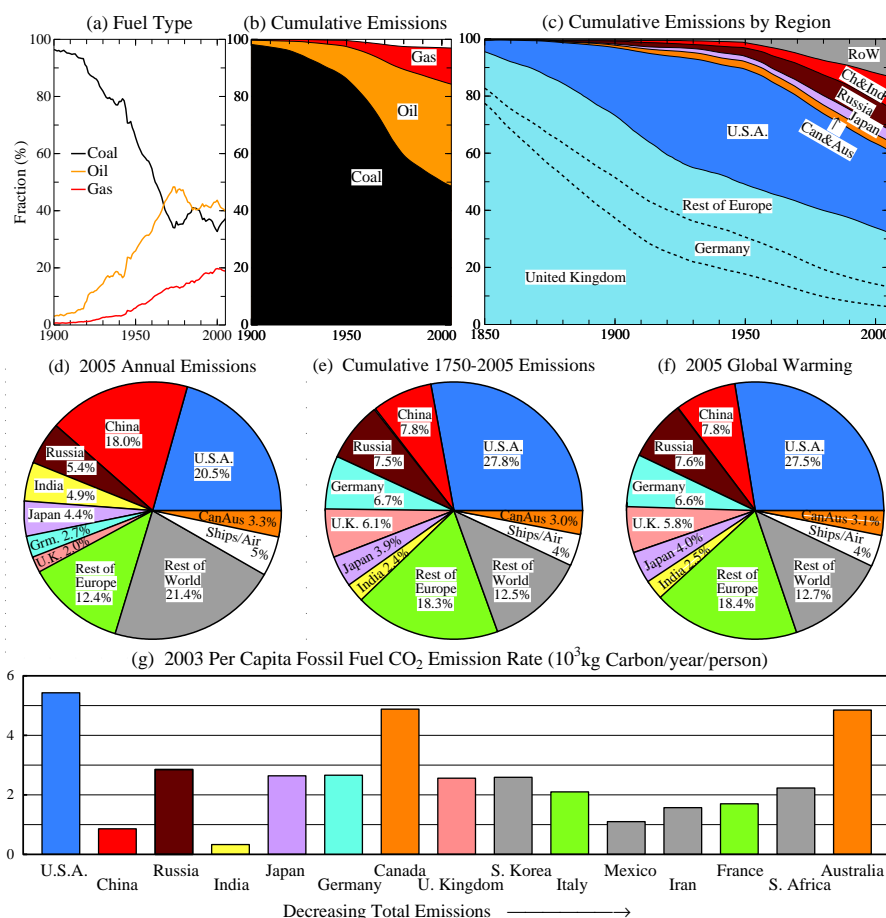 (a) Fuel Type
(b) Cumulative Emissions
(c) Cumulative Emissions by Region
Fraction (%)
100
80
60
40
20
0
1900
1950
2000
Coal
Oil
Gas
Gas
Oil
Coal
1900
1950
2000
RoW
Ch&Ind
Russia
Japan
Can&Aus
U.S.A.
Rest of Europe
Germany
United Kingdom
1850
1900
1950
2000
(d) 2005 Annual Emissions
China
18.0%
U.S.A.
20.5%
Russia
5.4%
India
4.9%
Japan 4.4%
Grm. 2.7%
U.K. 2.0%
Rest of
Europe
12.4%
Rest of
World
21.4%
Ships/Air
5%
CanAus 3.3%
(e) Cumulative 1750-2005 Emissions
China
7.8%
U.S.A.
27.8%
Russia
7.5%
Germany
6.7%
U.K. 6.1%
Japan 3.9%
India 2.4%
Rest of
Europe
18.3%
Rest of
World
12.5%
Ships/Air
4%
CanAus 3.0%
(f) 2005 Global Warming
China
7.8%
U.S.A.
27.5%
Russia
7.6%
Germany
6.6%
U.K. 5.8%
Japan 4.0%
India 2.5%
Rest of
Europe
18.4%
Rest of
World
12.7%
Ships/Air
4%
CanAus 3.1%
(g) 2003 Per Capita Fossil Fuel CO₂ Emission Rate (10³kg Carbon/year/person)
6
4
2
0
U.S.A.
China
Russia
India
Japan
Germany
Canada
U. Kingdom
S. Korea
Italy
Mexico
Iran
France
S. Africa
Australia
Decreasing Total Emissions